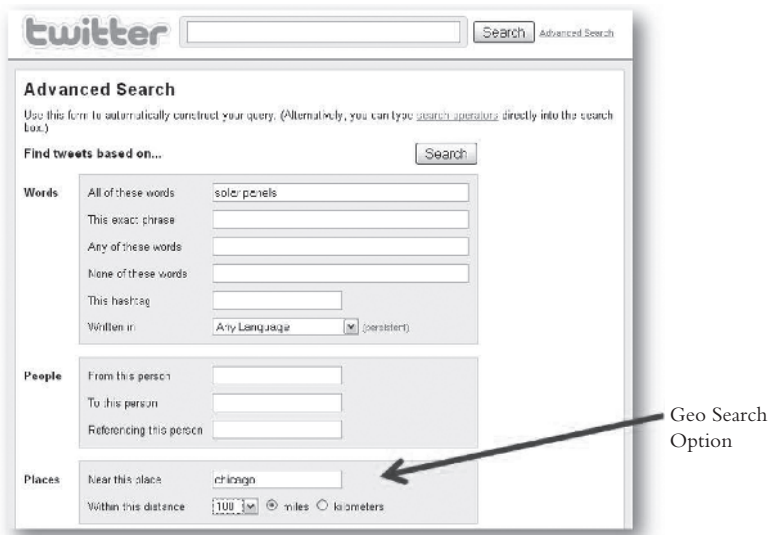 twitter Search Advanced Search
Advanced Search
Use this form to automatically construct your query. (Alternatively, you can type search operators directly into the search
box.)
Find tweets based on... Search
Words All of these words solar panels
This exact phrase
Any of these words
None of these words
This hashtag
Written in Any Language (persistent)
People From this person
To this person
Referencing this person
Places Near this place chicago
Within this distance 100 miles kilometers
Geo Search
Option